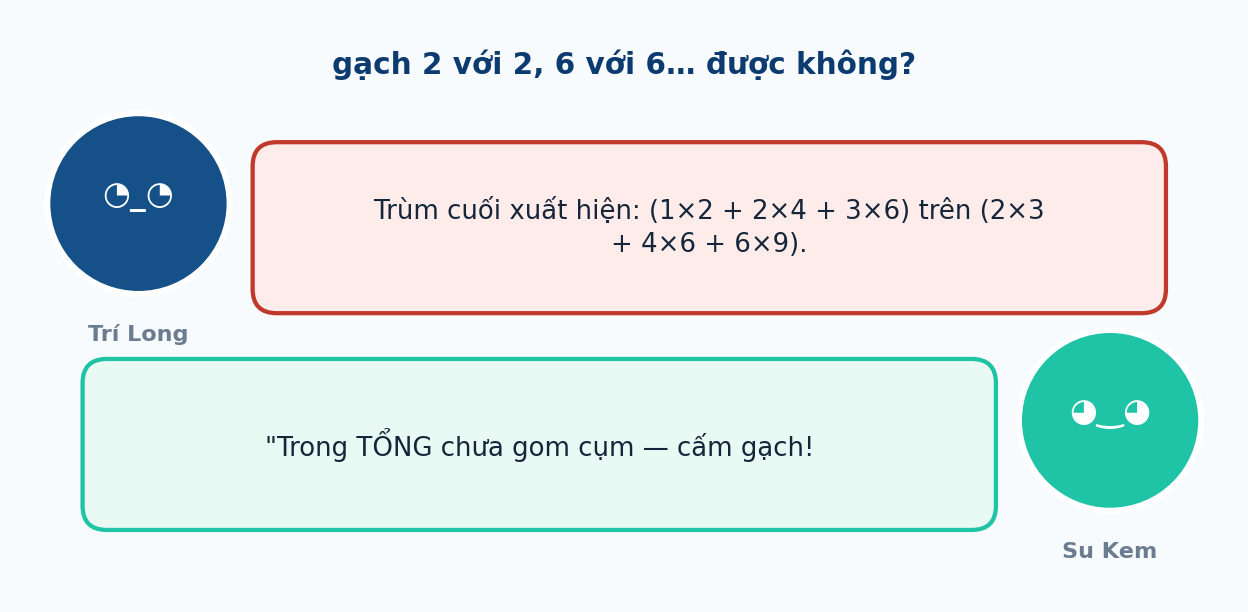 gạch 2 với 2, 6 với 6… được không?
Trùm cuối xuất hiện: (1×2 + 2×4 + 3×6) trên (2×3
+ 4×6 + 6×9).
Trí Long
"Trong TỔNG chưa gom cụm — cấm gạch!
Su Kem